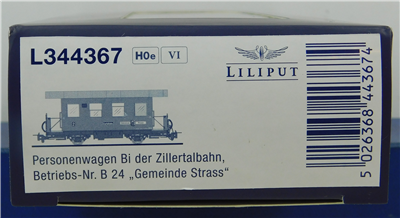 L344367 H0e VI
LILIPUT
Personenwagen Bi der Zillertalbahn,
Betriebs-Nr. B 24 „Gemeinde Strass“
5 026368 443674